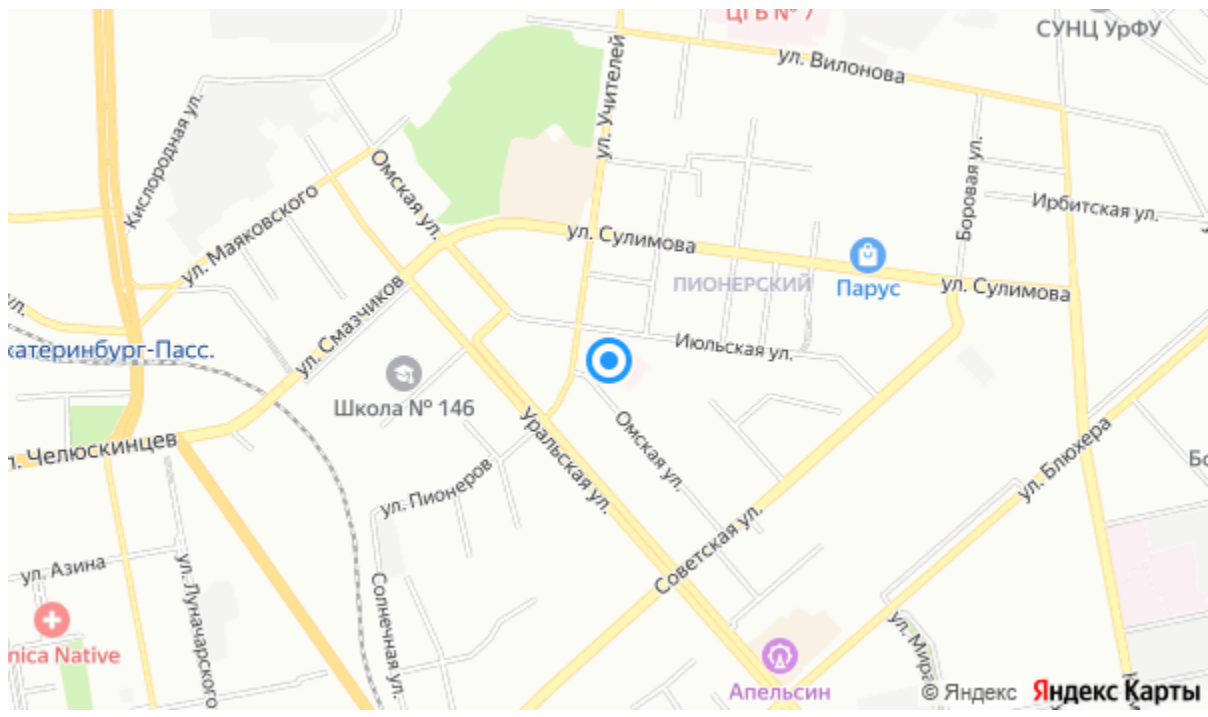 ЦГБ № 7
СУНЦ УрФУ
ул. Вилонова
ул. Учителей
Кислородная ул.
Омская ул.
Боровая ул.
ул. Маяковского
Ирбитская ул.
ул. Сулимова
ПИОНЕРСКИЙ
Парус
ул. Сулимова
ул. Смазчиков
ул.
катеринбург-Пасс.
Июльская ул.
Школа № 146
Уральская ул.
Омская ул.
ул. Блюхера
л. Челюскинцев
Бо
ул. Пионеров
Советская ул.
ул. Азина
ул. Луначарского
Солнечная ул.
ул. Мира
nica Native
Апельсин
© Яндекс Яндекс Карты